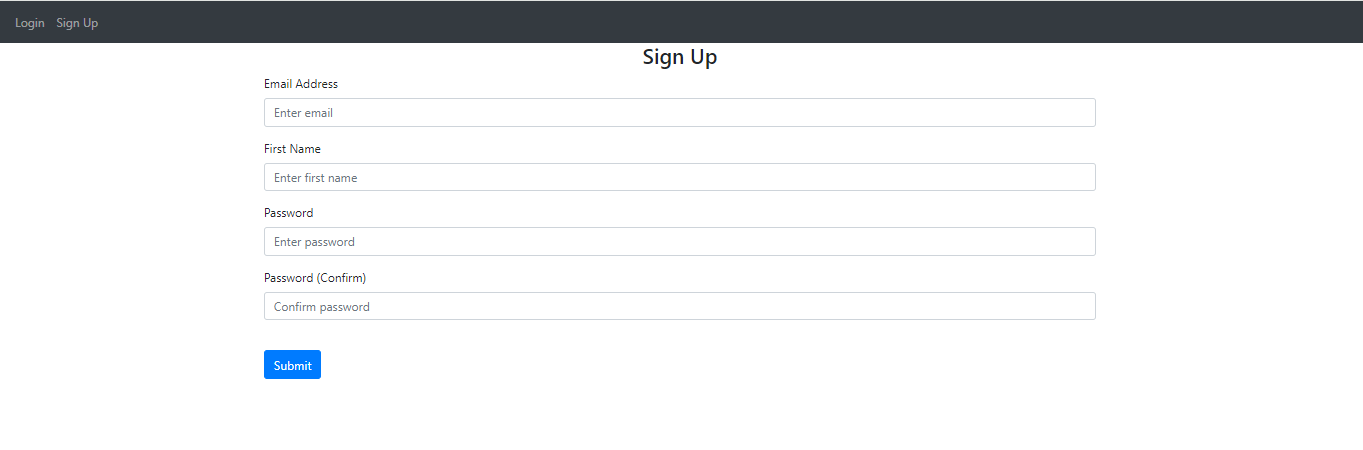 Login Sign Up
Sign Up
Email Address
Enter email
First Name
Enter first name
Password
Enter password
Password (Confirm)
Confirm password
Submit